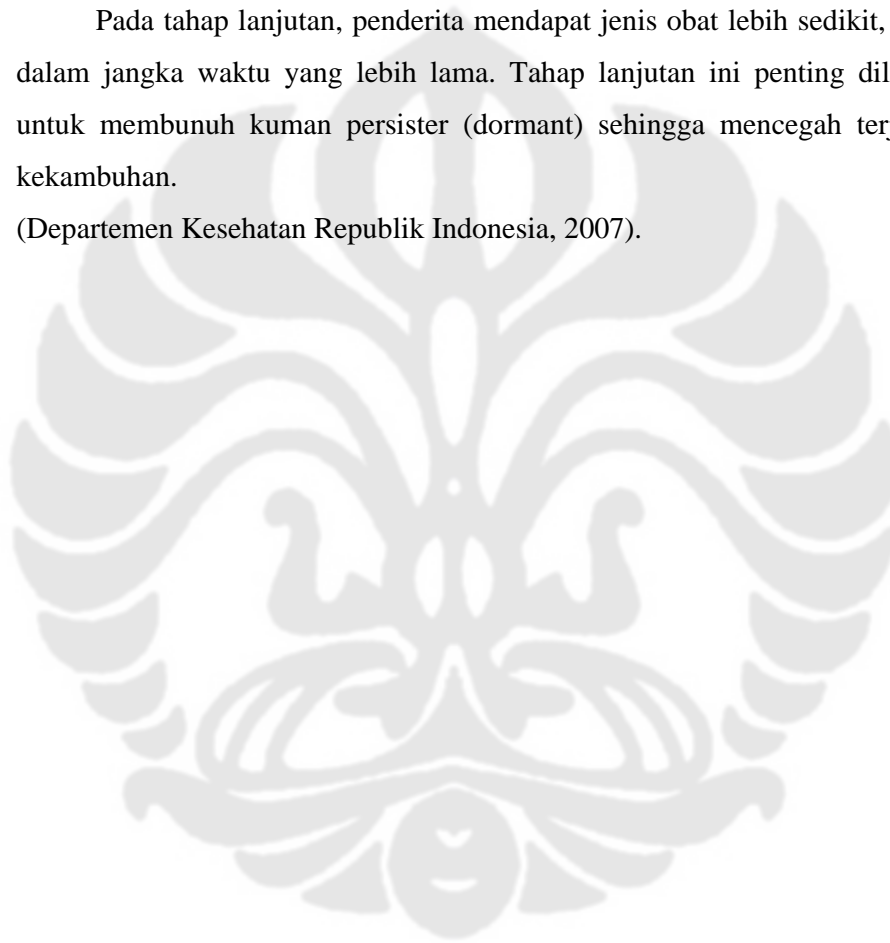 Pada tahap lanjutan, penderita mendapat jenis obat lebih sedikit,
dalam jangka waktu yang lebih lama. Tahap lanjutan ini penting
untuk membunuh kuman persister (dormant) sehingga mencegah
kekambuhan.
(Departemen Kesehatan Republik Indonesia, 2007).